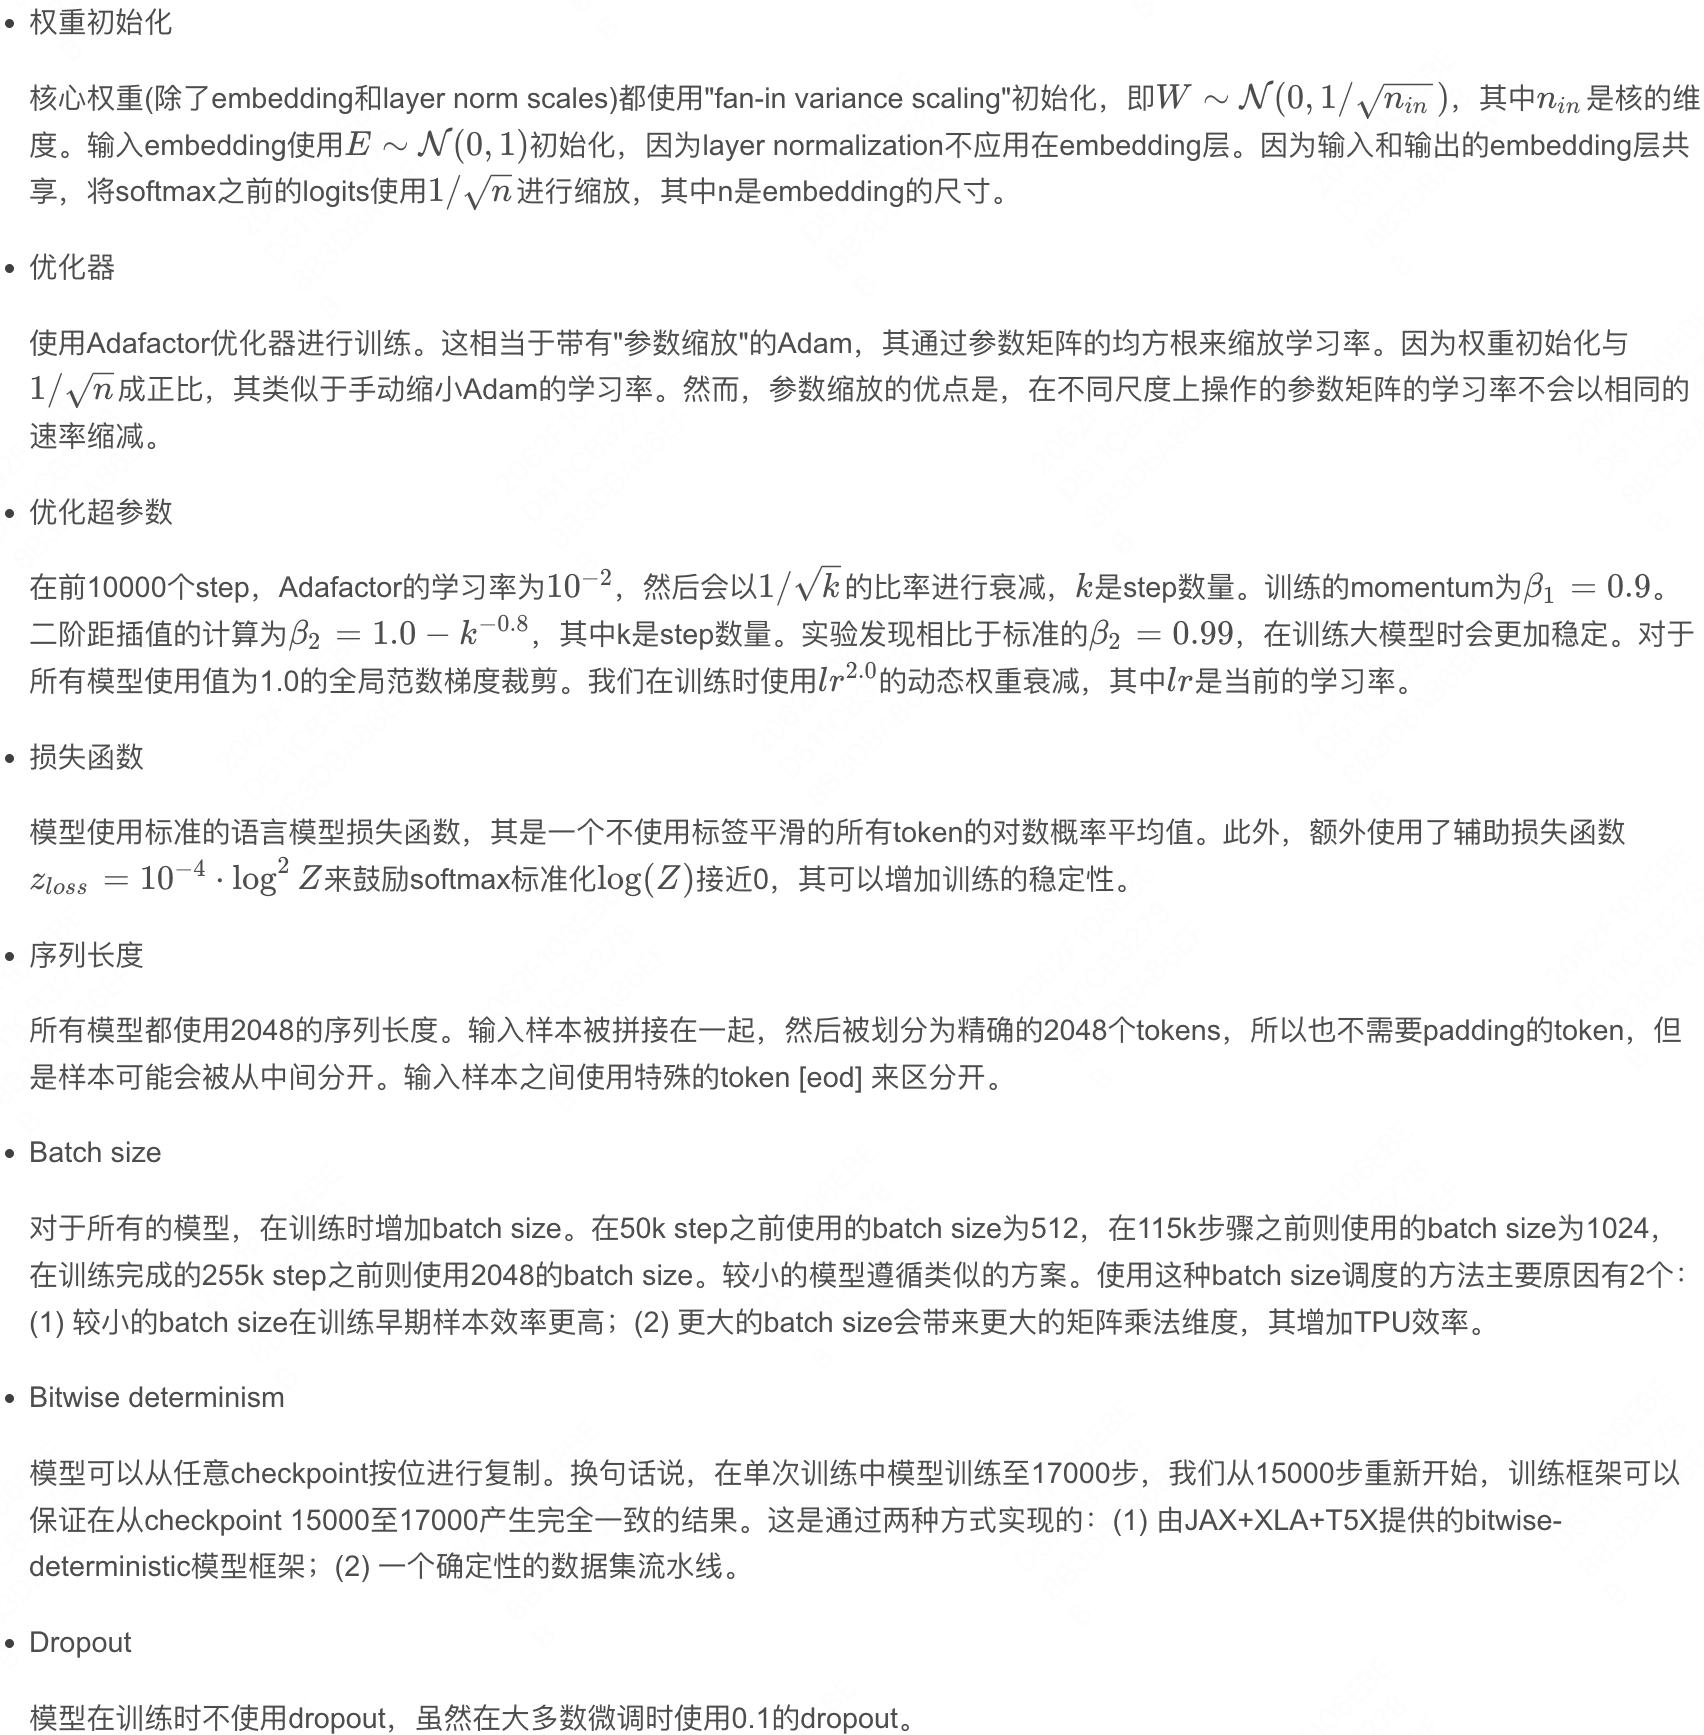 权重初始化
核心权重(除了embedding和layer norm scales)都使用"fan-in variance scaling"初始化，即W ∼ 𝒩(0, 1/√n_in)，其中n_in是核的维
度。输入embedding使用E ∼ 𝒩(0, 1)初始化，因为layer normalization不应用在embedding层。因为输入和输出的embedding层共
享，将softmax之前的logits使用1/√n进行缩放，其中n是embedding的尺寸。
优化器
使用Adafactor优化器进行训练。这相当于带有"参数缩放"的Adam，其通过参数矩阵的均方根来缩放学习率。因为权重初始化与
1/√n成正比，其类似于手动缩小Adam的学习率。然而，参数缩放的优点是，在不同尺度上操作的参数矩阵的学习率不会以相同的
速率缩减。
优化超参数
在前10000个step，Adafactor的学习率为10^{-2}，然后会以1/√k的比率进行衰减，k是step数量。训练的momentum为β_1 = 0.9。
二阶距插值的计算为β_2 = 1.0 − k^{-0.8}，其中k是step数量。实验发现相比于标准的β_2 = 0.99，在训练大模型时会更加稳定。对于
所有模型使用值为1.0的全局范数梯度裁剪。我们在训练时使用lr^{2.0}的动态权重衰减，其中lr是当前的学习率。
损失函数
模型使用标准的语言模型损失函数，其是一个不使用标签平滑的所有token的对数概率平均值。此外，额外使用了辅助损失函数
z_{loss} = 10^{-4} · log^2 Z来鼓励softmax标准化log(Z)接近0，其可以增加训练的稳定性。
序列长度
所有模型都使用2048的序列长度。输入样本被拼接在一起，然后被划分为精确的2048个tokens，所以也不需要padding的token，但
是样本可能会被从中间分开。输入样本之间使用特殊的token [eod] 来区分开。
Batch size
对于所有的模型，在训练时增加batch size。在50k step之前使用的batch size为512，在115k步骤之前则使用的batch size为1024，
在训练完成的255k step之前则使用2048的batch size。较小的模型遵循类似的方案。使用这种batch size调度的方法主要原因有2个：
(1) 较小的batch size在训练早期样本效率更高；(2) 更大的batch size会带来更大的矩阵乘法维度，其增加TPU效率。
Bitwise determinism
模型可以从任意checkpoint按位进行复制。换句话说，在单次训练中模型训练至17000步，我们从15000步重新开始，训练框架可以
保证在从checkpoint 15000至17000产生完全一致的结果。这是通过两种方式实现的：(1) 由JAX+XLA+T5X提供的bitwise-
deterministic模型框架；(2) 一个确定性的数据集流水线。
Dropout
模型在训练时不使用dropout，虽然在大多数微调时使用0.1的dropout。